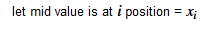 let mid value is at i position = xᵢ